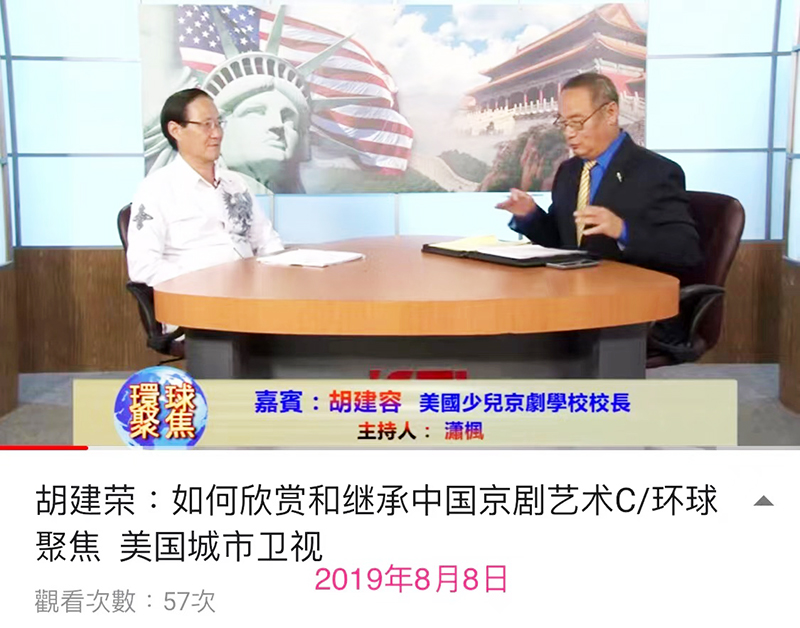 環球
聚焦
嘉賓：胡建容 美國少兒京劇學校校長
主持人： 瀟楓
胡建荣：如何欣赏和继承中国京剧艺术C/环球
聚焦 美国城市卫视
2019年8月8日
觀看次數：57次